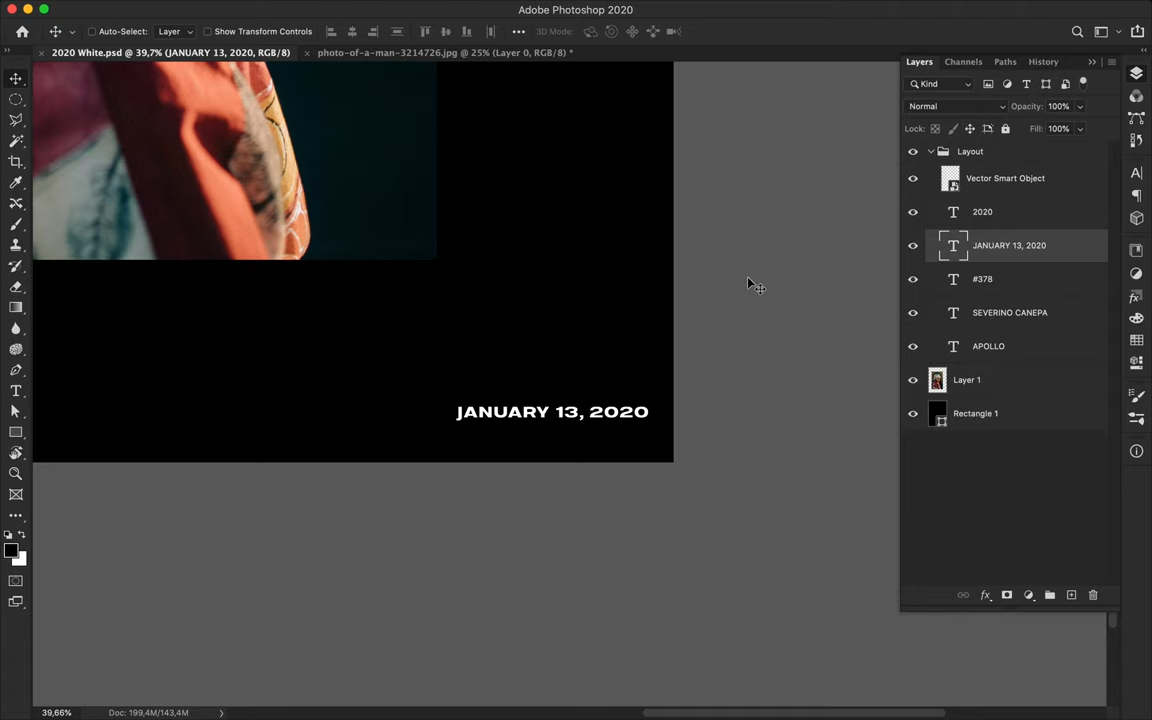 Adobe Photoshop 2020
Auto-Select: Layer Show Transform Controls 3D Mode:
2020 White.psd @ 39,7% (JANUARY 13, 2020, RGB/8) photo-of-a-man-3214726.jpg @ 25% (Layer 0, RGB/8) *
Layers Channels Paths History
Kind
Normal Opacity: 100%
Lock: Fill: 100%
Layout
Vector Smart Object
2020
JANUARY 13, 2020
#378
SEVERINO CANEPA
APOLLO
Layer 1
Rectangle 1
JANUARY 13, 2020
39,66% Doc: 199,4M/143,4M